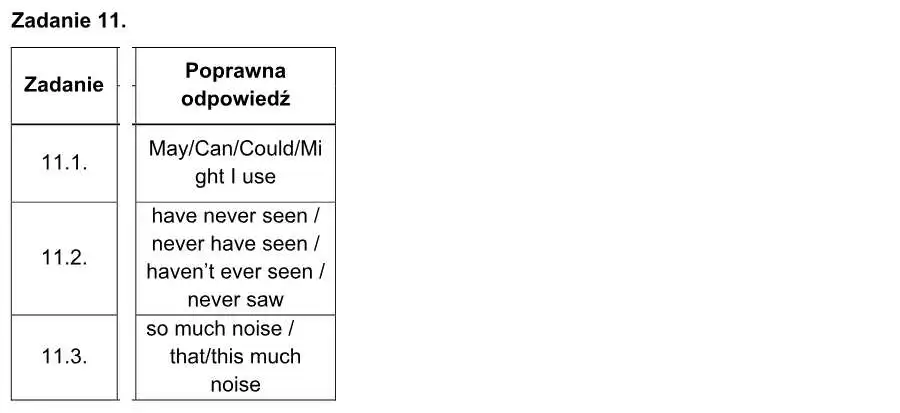 Zadanie 11.
Zadanie
Poprawna
odpowiedź
11.1.
May/Can/Could/Mi
ght I use
11.2.
have never seen /
never have seen /
haven’t ever seen /
never saw
11.3.
so much noise /
that/this much
noise